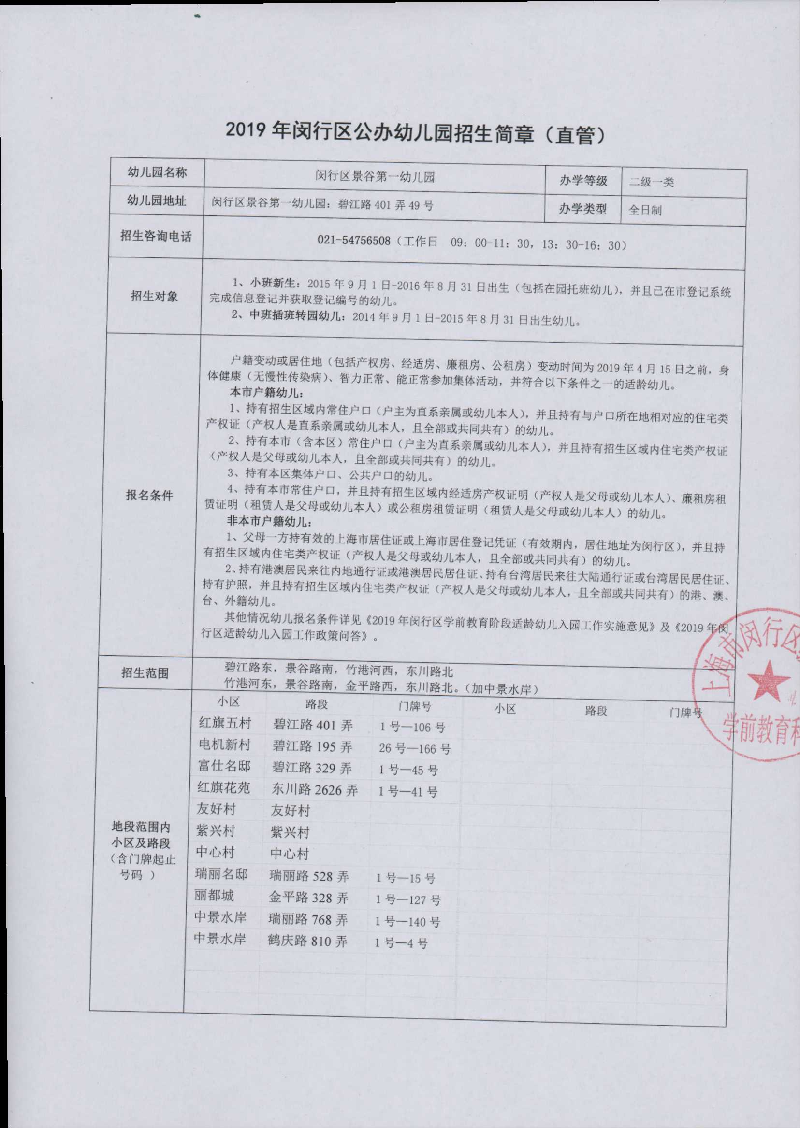 2019 年闵行区公办幼儿园招生简章（直管）
幼儿园名称 闵行区景谷第一幼儿园 办学等级 二级一类
幼儿园地址 闵行区景谷第一幼儿园：碧江路 401 弄 49 号 办学类型 全日制
招生咨询电话 021-54756508（工作日 09：00-11：30，13：30-16：30）
招生对象
1、小班新生：2015 年 9 月 1 日-2016 年 8 月 31 日出生（包括在园托班幼儿），并且已在市登记系统
完成信息登记并获取登记编号的幼儿。
2、中班插班转园幼儿：2014 年 9 月 1 日-2015 年 8 月 31 日出生幼儿。
报名条件
户籍变动或居住地（包括产权房、经适房、廉租房、公租房）变动时间为 2019 年 4 月 15 日之前，身
体健康（无慢性传染病）、智力正常、能正常参加集体活动，并符合以下条件之一的适龄幼儿。
本市户籍幼儿：
1、持有招生区域内常住户口（户主为直系亲属或幼儿本人），并且持有与户口所在地相对应的住宅类
产权证（产权人是直系亲属或幼儿本人，且全部或共同共有）的幼儿。
2、持有本市（含本区）常住户口（户主为直系亲属或幼儿本人），并且持有招生区域内住宅类产权证
（产权人是父母或幼儿本人，且全部或共同共有）的幼儿。
3、持有本区集体户口、公共户口的幼儿。
4、持有本市常住户口，并且持有招生区域内经适房产权证明（产权人是父母或幼儿本人）、廉租房租
赁证明（租赁人是父母或幼儿本人）或公租房租赁证明（租赁人是父母或幼儿本人）的幼儿。
非本市户籍幼儿：
1、父母一方持有效的上海市居住证或上海市居住登记凭证（有效期内，居住地址为闵行区），并且持
有招生区域内住宅类产权证（产权人是父母或幼儿本人，且全部或共同共有）的幼儿。
2、持有港澳居民来往内地通行证或港澳居民居住证、持有台湾居民来往大陆通行证或台湾居民居住证、
持有护照，并且持有招生区域内住宅类产权证（产权人是父母或幼儿本人，且全部或共同共有）的港、澳、
台、外籍幼儿。
其他情况幼儿报名条件详见《2019 年闵行区学前教育阶段适龄幼儿入园工作实施意见》及《2019 年闵
行区适龄幼儿入园工作政策问答》。
招生范围
碧江路东，景谷路南，竹港河西，东川路北
竹港河东，景谷路南，金平路西，东川路北。（加中景水岸）
地段范围内
小区及路段
（含门牌起止
号码 ）
小区 路段 门牌号 小区 路段 门牌号
红旗五村 碧江路 401 弄 1 号—106 号
电机新村 碧江路 195 弄 26 号—166 号
富仕名邸 碧江路 329 弄 1 号—45 号
红旗花苑 东川路 2626 弄 1 号—41 号
友好村 友好村
紫兴村 紫兴村
中心村 中心村
瑞丽名邸 瑞丽路 528 弄 1 号—15 号
丽都城 金平路 328 弄 1 号—127 号
中景水岸 瑞丽路 768 弄 1 号—140 号
中景水岸 鹤庆路 810 弄 1 号—4 号
上海市闵行区
学前教育科